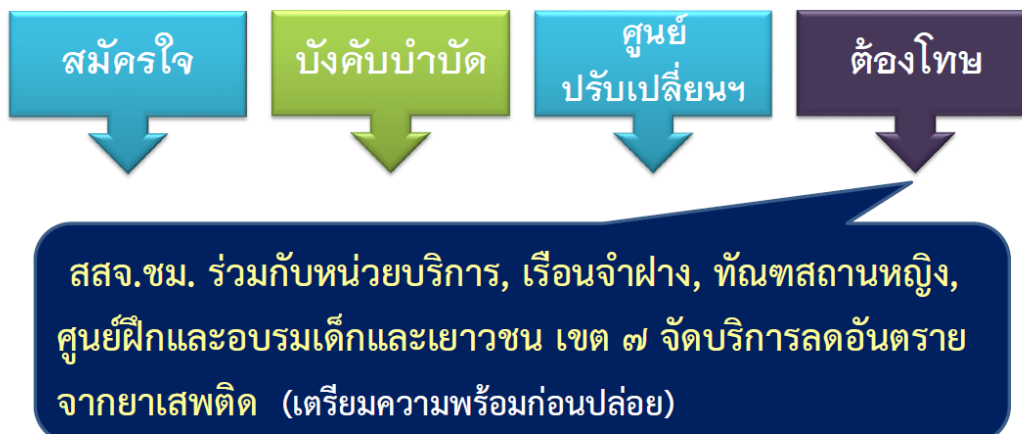 สมัครใจ
บังคับบำบัด
ศูนย์
ปรับเปลี่ยนฯ
ต้องโทษ
สสจ.ชม. ร่วมกับหน่วยบริการ, เรือนจำฝาง, ทัณฑสถานหญิง,
ศูนย์ฝึกและอบรมเด็กและเยาวชน เขต ๗ จัดบริการลดอันตราย
จากยาเสพติด (เตรียมความพร้อมก่อนปล่อย)